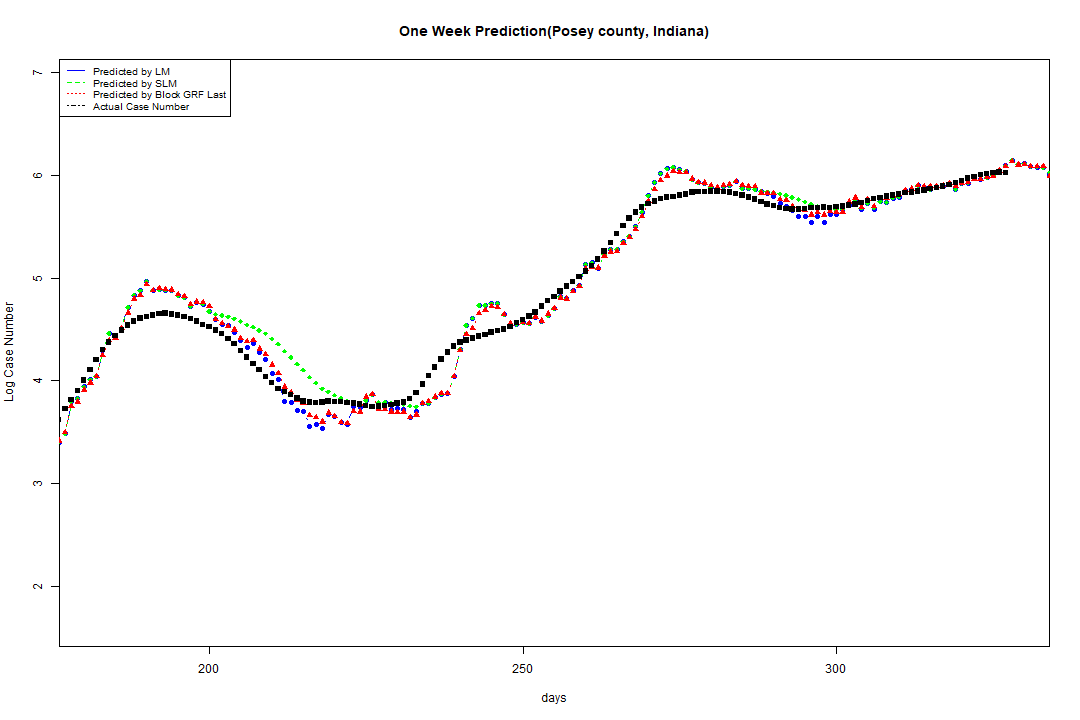 One Week Prediction(Posey county, Indiana)
Predicted by LM
Predicted by SLM
Predicted by Block GRF Last
Actual Case Number
7
6
5
4
3
2
Log Case Number
200
250
300
days